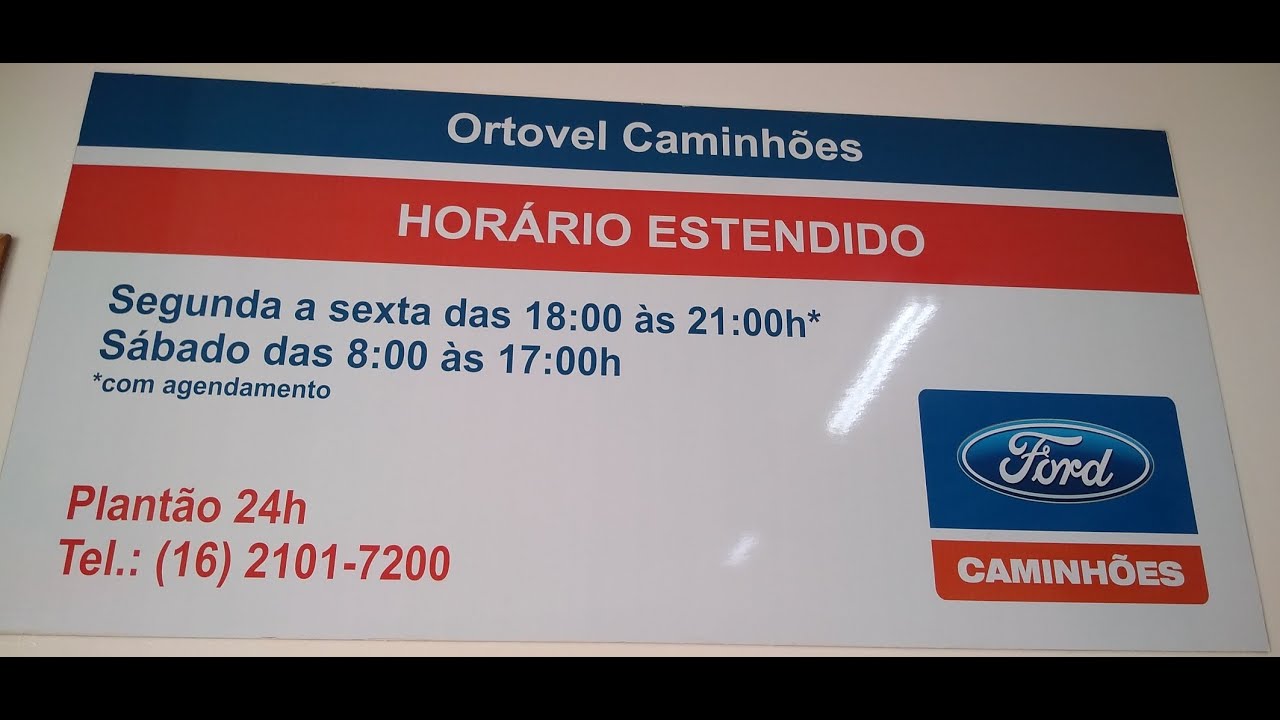 Ortovel Caminhões
HORÁRIO ESTENDIDO
Segunda a sexta das 18:00 às 21:00h*
Sábado das 8:00 às 17:00h
*com agendamento
Plantão 24h
Tel.: (16) 2101-7200
Ford
CAMINHÕES